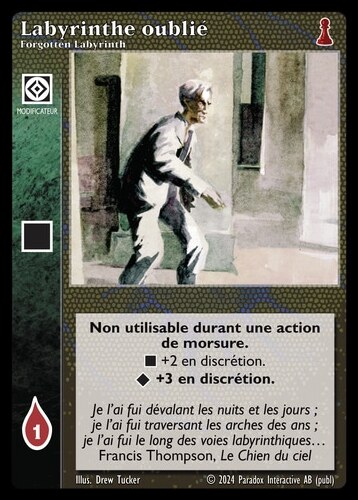 Labyrinthe oublié
Forgotten Labyrinth
MODIFICATEUR
Non utilisable durant une action
de morsure.
+2 en discrétion.
+3 en discrétion.
Je l'ai fui dévalant les nuits et les jours ;
je l'ai fui traversant les arches des ans ;
je l'ai fui le long des voies labyrinthiques…
Francis Thompson, Le Chien du ciel
1
Illus. Drew Tucker
© 2024 Paradox Interactive AB (publ)